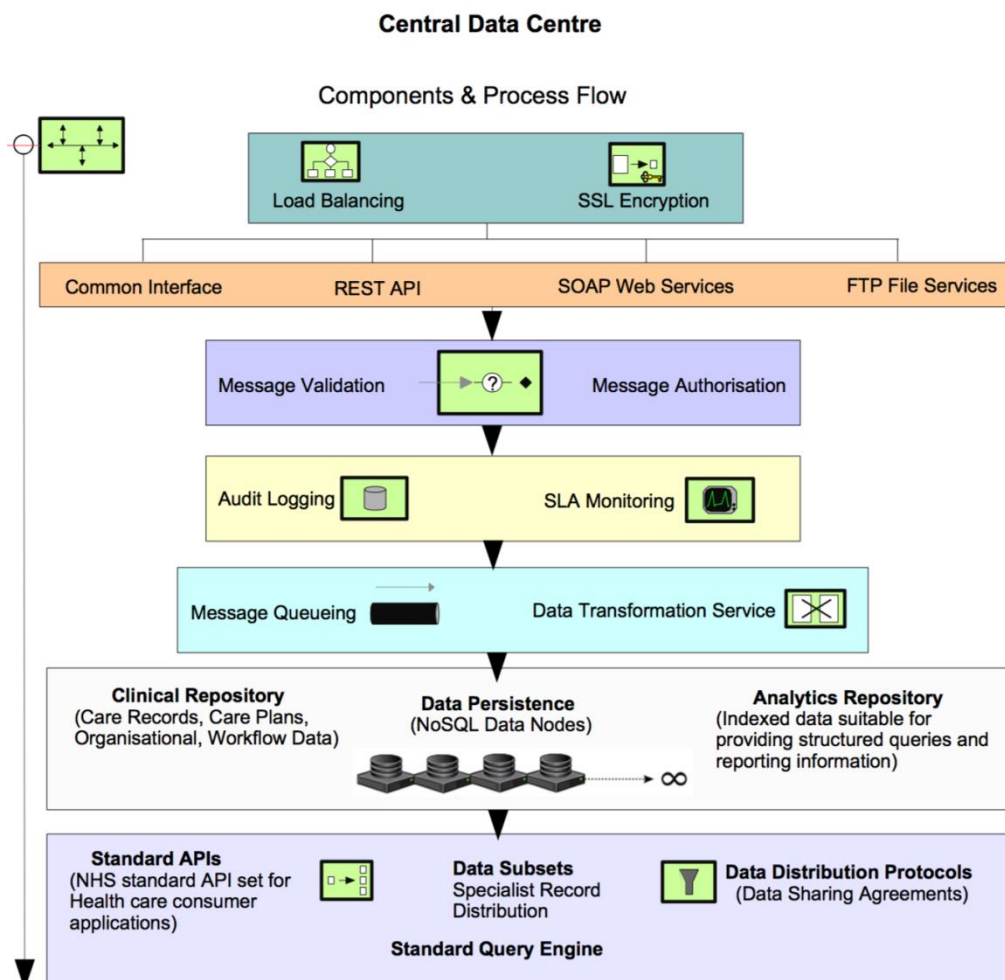 Central Data Centre
Components & Process Flow
Load Balancing
SSL Encryption
Common Interface
REST API
SOAP Web Services
FTP File Services
Message Validation
?
Message Authorisation
Audit Logging
SLA Monitoring
Message Queueing
Data Transformation Service
Clinical Repository
(Care Records, Care Plans,
Organisational, Workflow Data)
Data Persistence
(NoSQL Data Nodes)
∞
Analytics Repository
(Indexed data suitable for
providing structured queries and
reporting information)
Standard APIs
(NHS standard API set for
Health care consumer
applications)
Data Subsets
Specialist Record
Distribution
Data Distribution Protocols
(Data Sharing Agreements)
Standard Query Engine